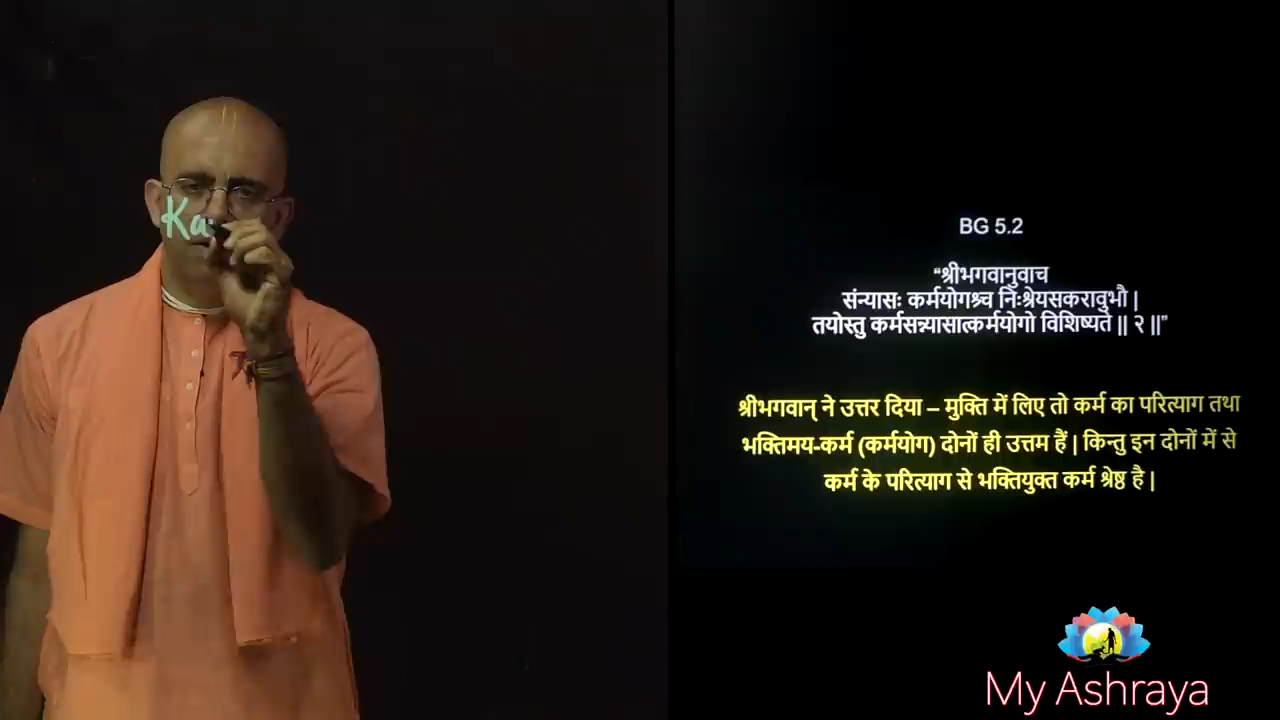 Ka
BG 5.2
“श्रीभगवानुवाच
संन्यासः कर्मयोगश्र्च निःश्रेयसकरावुभौ |
तयोस्तु कर्मसन्न्यासात्कर्मयोगो विशिष्यते || २ ||”
श्रीभगवान् ने उत्तर दिया – मुक्ति में लिए तो कर्म का परित्याग तथा
भक्तिमय-कर्म (कर्मयोग) दोनों ही उत्तम हैं | किन्तु इन दोनों में से
कर्म के परित्याग से भक्तियुक्त कर्म श्रेष्ठ है |
My Ashraya